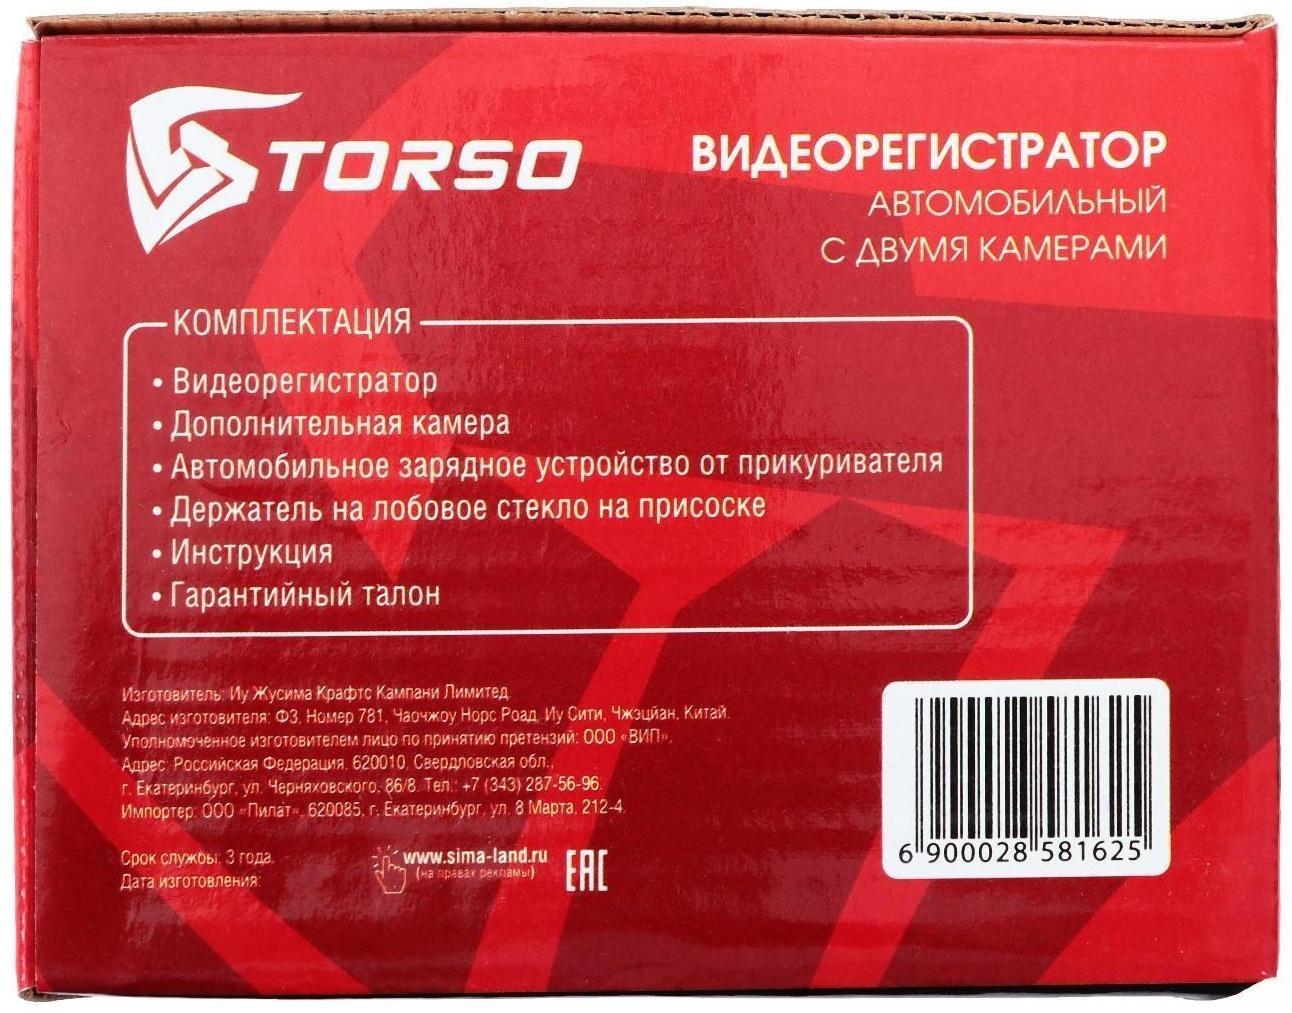 TORSO
ВИДЕОРЕГИСТРАТОР
АВТОМОБИЛЬНЫЙ
С ДВУМЯ КАМЕРАМИ
КОМПЛЕКТАЦИЯ
• Видеорегистратор
• Дополнительная камера
• Автомобильное зарядное устройство от прикуривателя
• Держатель на лобовое стекло на присоске
• Инструкция
• Гарантийный талон
Изготовитель: Иу Жусима Крафтс Кампани Лимитед
Адрес изготовителя: Ф3, Номер 781, Чаочжоу Норс Роад, Иу Сити, Чжэцйан, Китай.
Уполномоченное изготовителем лицо по принятию претензий: ООО «ВИП».
Адрес: Российская Федерация, 620010, Свердловская обл.,
г. Екатеринбург, ул. Черняховского, 86/8. Тел.: +7 (343) 287-56-96.
Импортер: ООО «Пилат», 620085, г. Екатеринбург, ул. 8 Марта, 212-4.
Срок службы: 3 года.
Дата изготовления:
www.sima-land.ru
(на правах рекламы)
EAC
6 900028 581625